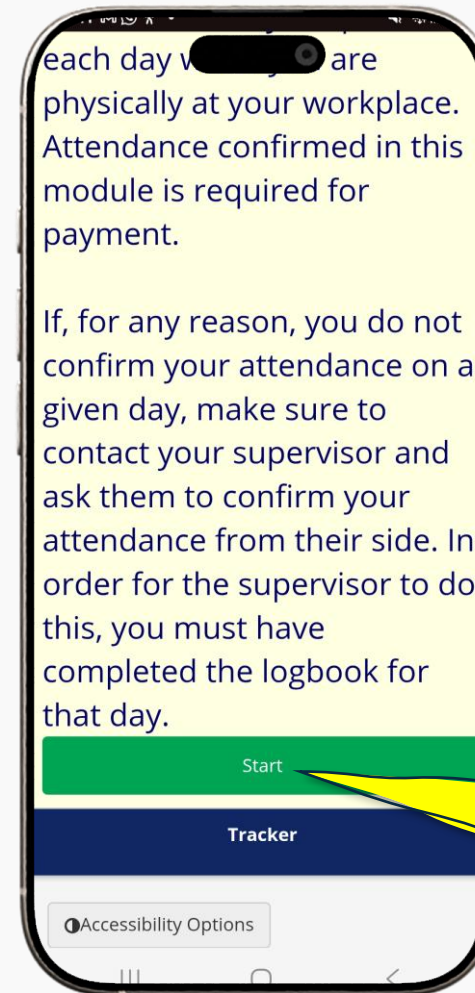 each day are
physically at your workplace.
Attendance confirmed in this
module is required for
payment.
If, for any reason, you do not
confirm your attendance on a
given day, make sure to
contact your supervisor and
ask them to confirm your
attendance from their side. In
order for the supervisor to do
this, you must have
completed the logbook for
that day.
Start
Tracker
Accessibility Options